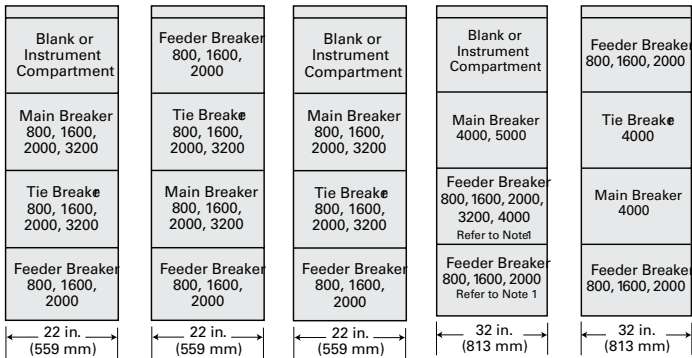 Blank or
Instrument
Compartment
Main Breaker
800, 1600,
2000, 3200
Tie Breaker
800, 1600,
2000, 3200
Feeder Breaker
800, 1600,
2000
22 in.
(559 mm)
Feeder Breaker
800, 1600,
2000
Tie Breaker
800, 1600,
2000, 3200
Main Breaker
800, 1600,
2000, 3200
Feeder Breaker
800, 1600,
2000
22 in.
(559 mm)
Blank or
Instrument
Compartment
Main Breaker
800, 1600,
2000, 3200
Tie Breaker
800, 1600,
2000, 3200
Feeder Breaker
800, 1600,
2000
22 in.
(559 mm)
Blank or
Instrument
Compartment
Main Breaker
4000, 5000
Feeder Breaker
800, 1600, 2000,
3200, 4000
Refer to Note1
Feeder Breaker
800, 1600, 2000
Refer to Note 1
32 in.
(813 mm)
Feeder Breaker
800, 1600, 2000
Tie Breaker
4000
Main Breaker
4000
Feeder Breaker
800, 1600, 2000
32 in.
(813 mm)